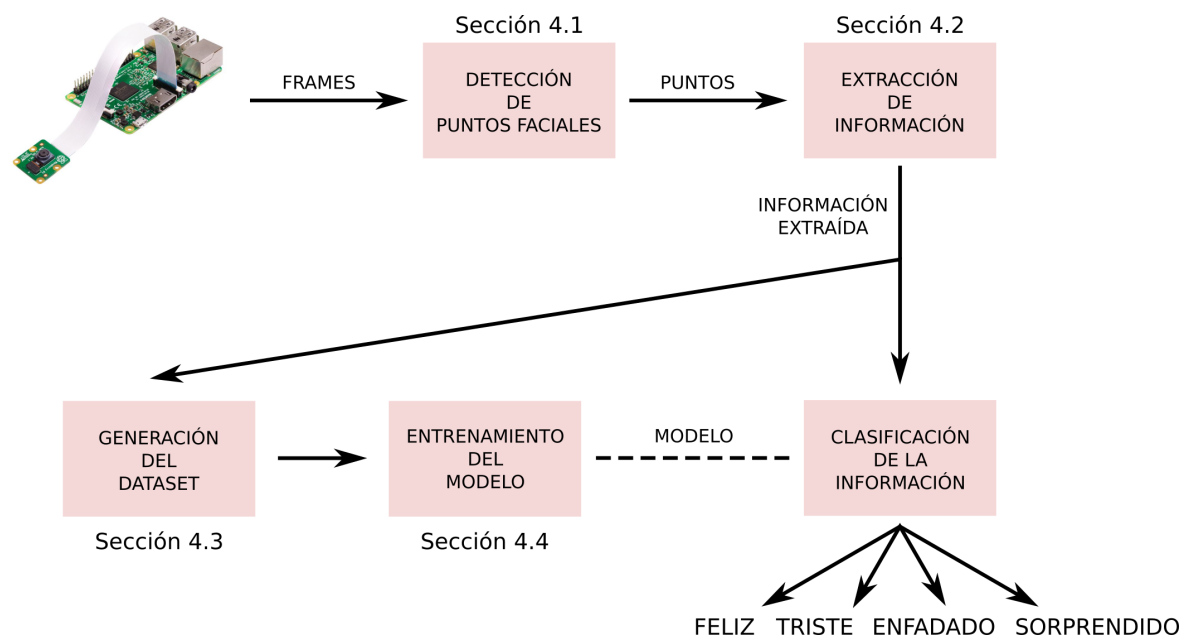 Sección 4.1
Sección 4.2
FRAMES
DETECCIÓN
DE
PUNTOS FACIALES
PUNTOS
EXTRACCIÓN
DE
INFORMACIÓN
INFORMACIÓN
EXTRAÍDA
GENERACIÓN
DEL
DATASET
ENTRENAMIENTO
DEL
MODELO
MODELO
CLASIFICACIÓN
DE LA
INFORMACIÓN
Sección 4.3
Sección 4.4
FELIZ TRISTE ENFADADO SORPRENDIDO